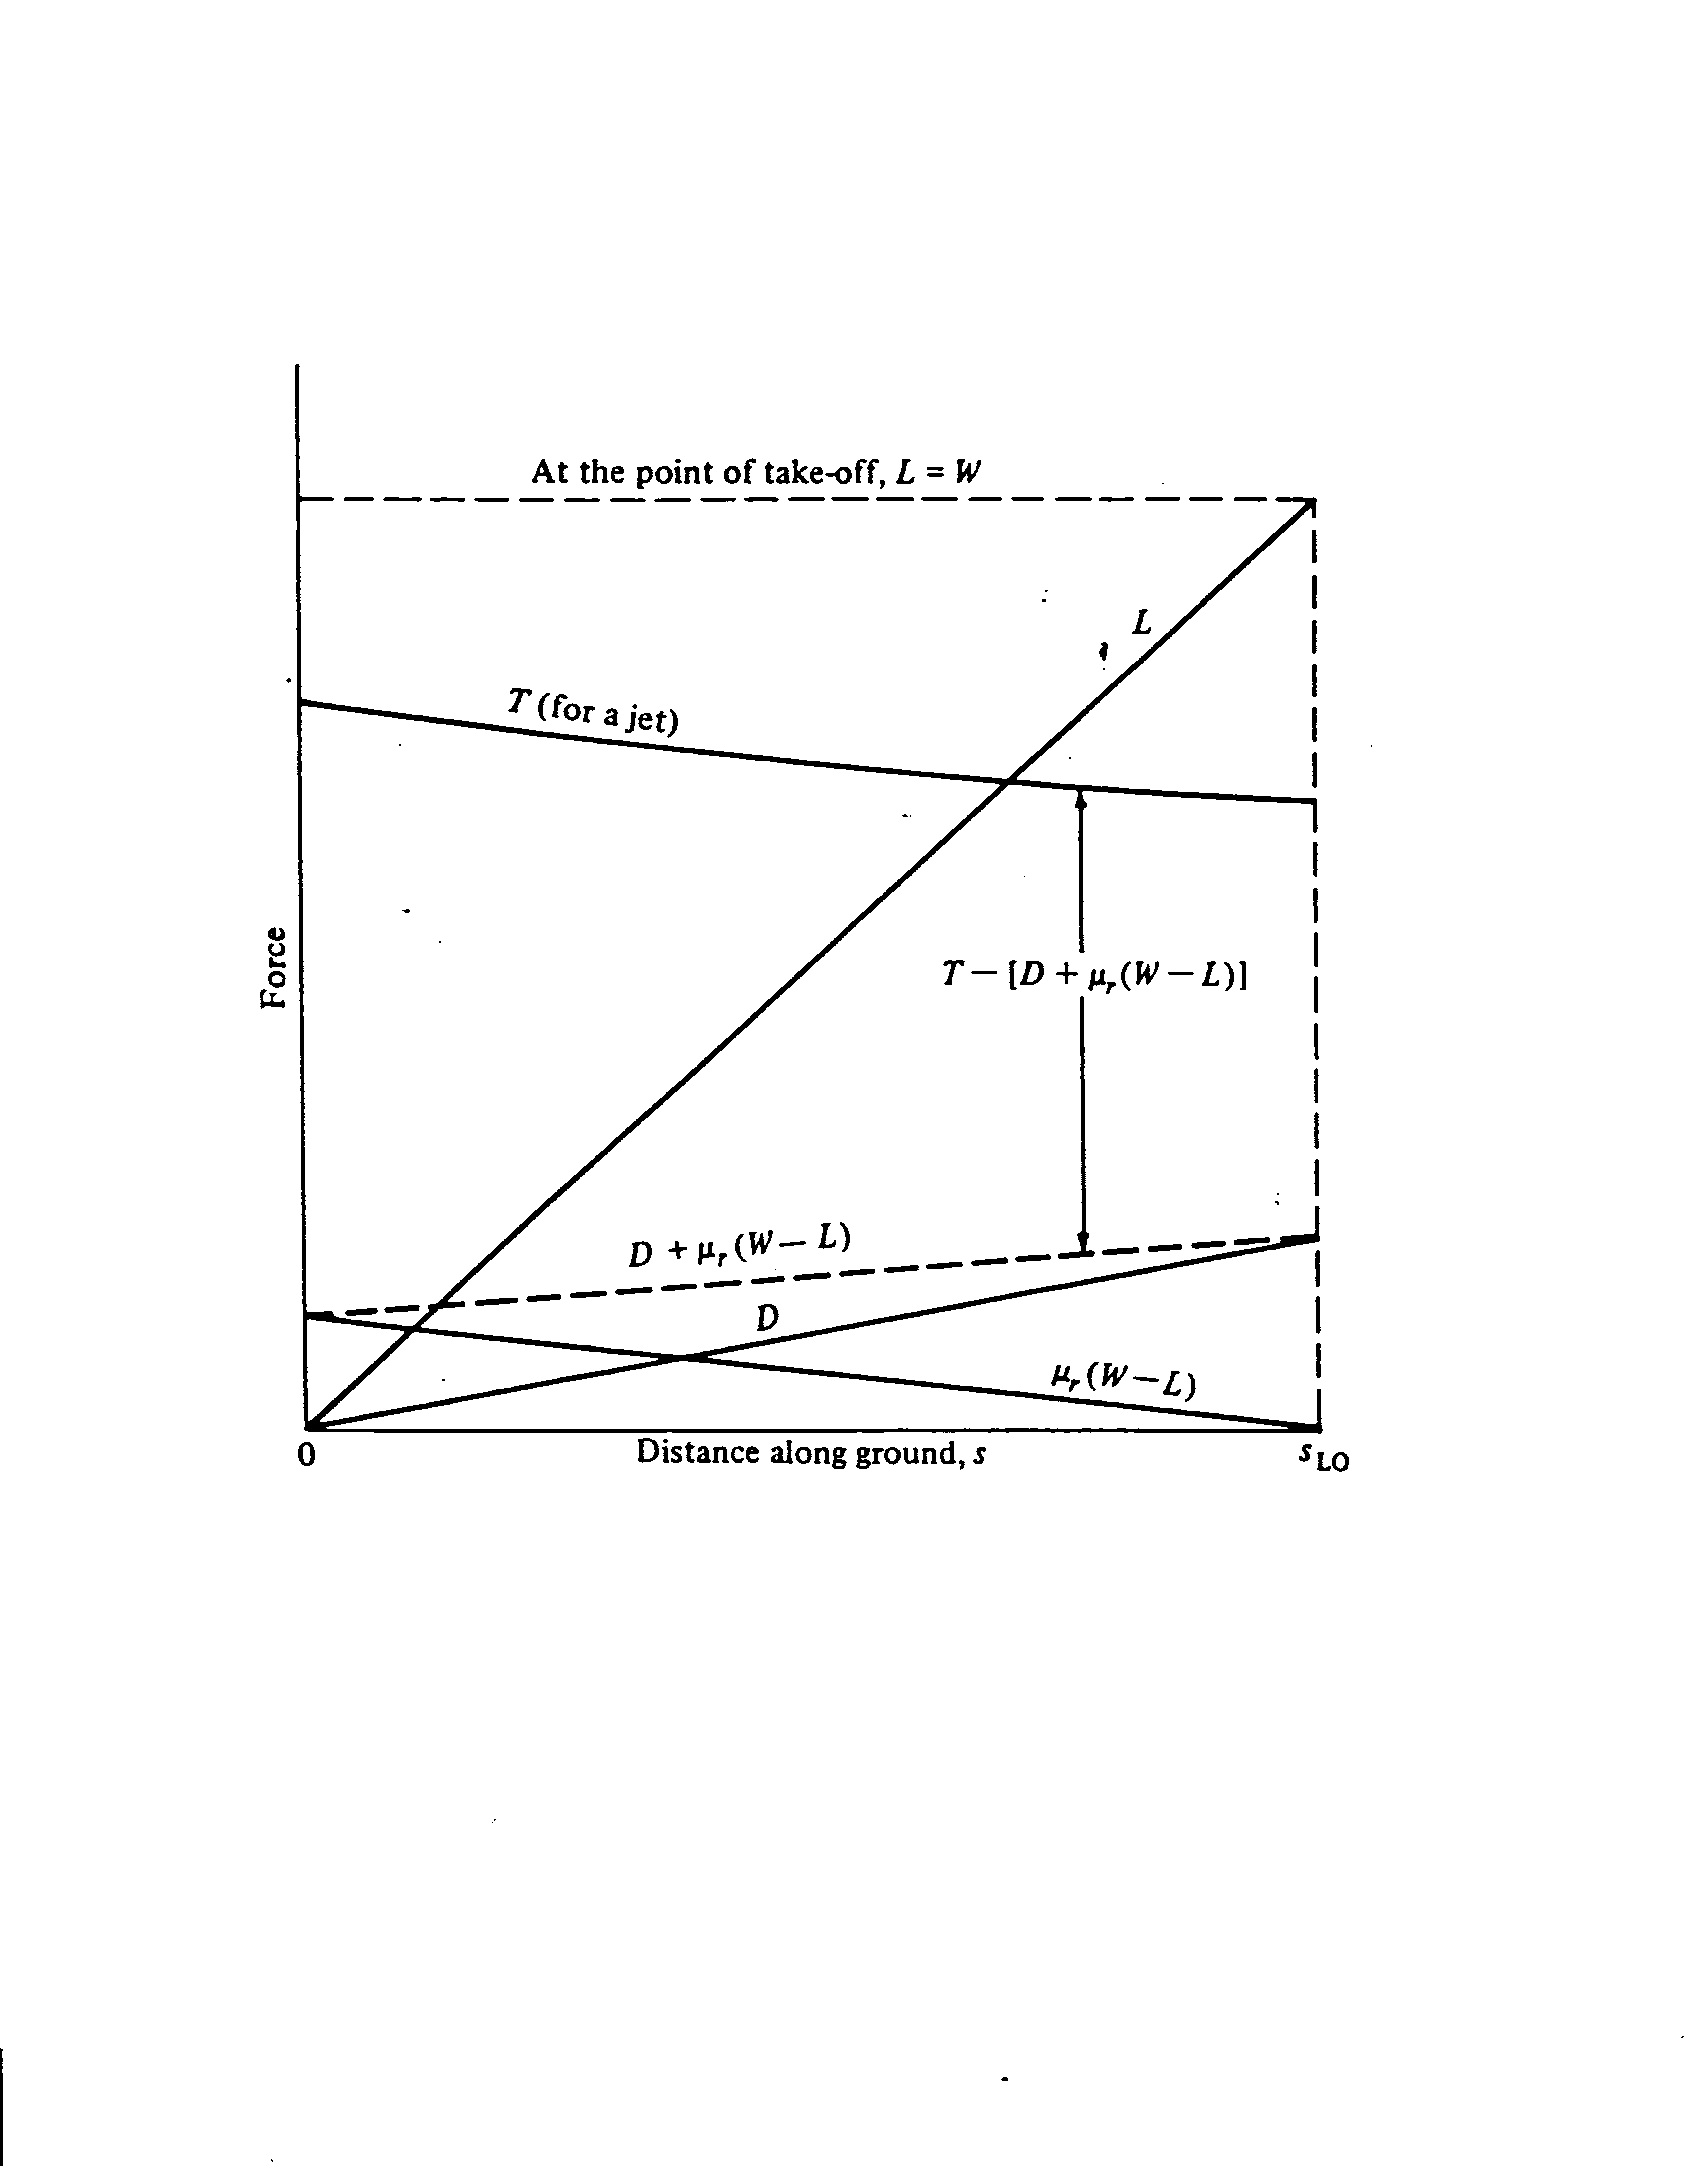 At the point of take-off, L = W
L
T (for a jet)
Force
T − [D + μr(W − L)]
D + μr(W − L)
D
μr(W − L)
0
Distance along ground, s
sLO